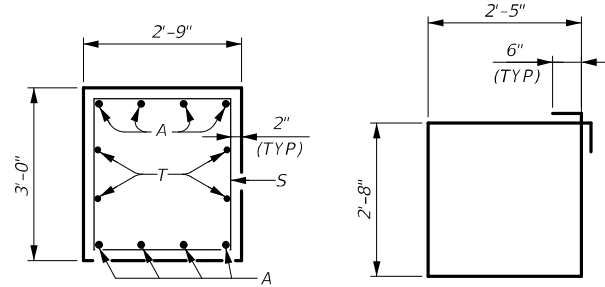 2'-9"
2'-5"
6"
(TYP)
A
2"
(TYP)
3'-0"
T
S
2'-8"
A